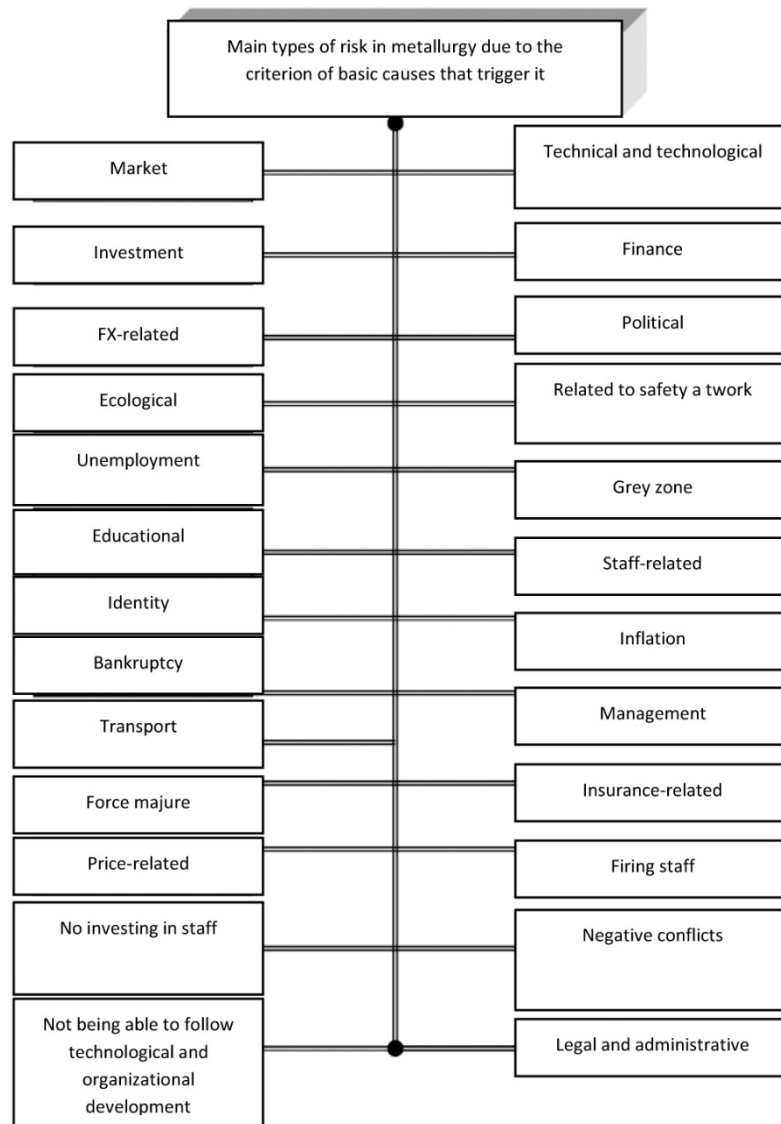 Main types of risk in metallurgy due to the
criterion of basic causes that trigger it
Market
Technical and technological
Investment
Finance
FX-related
Political
Ecological
Related to safety a twork
Unemployment
Grey zone
Educational
Staff-related
Identity
Inflation
Bankruptcy
Management
Transport
Force majure
Insurance-related
Price-related
Firing staff
No investing in staff
Negative conflicts
Not being able to follow
technological and
organizational
development
Legal and administrative